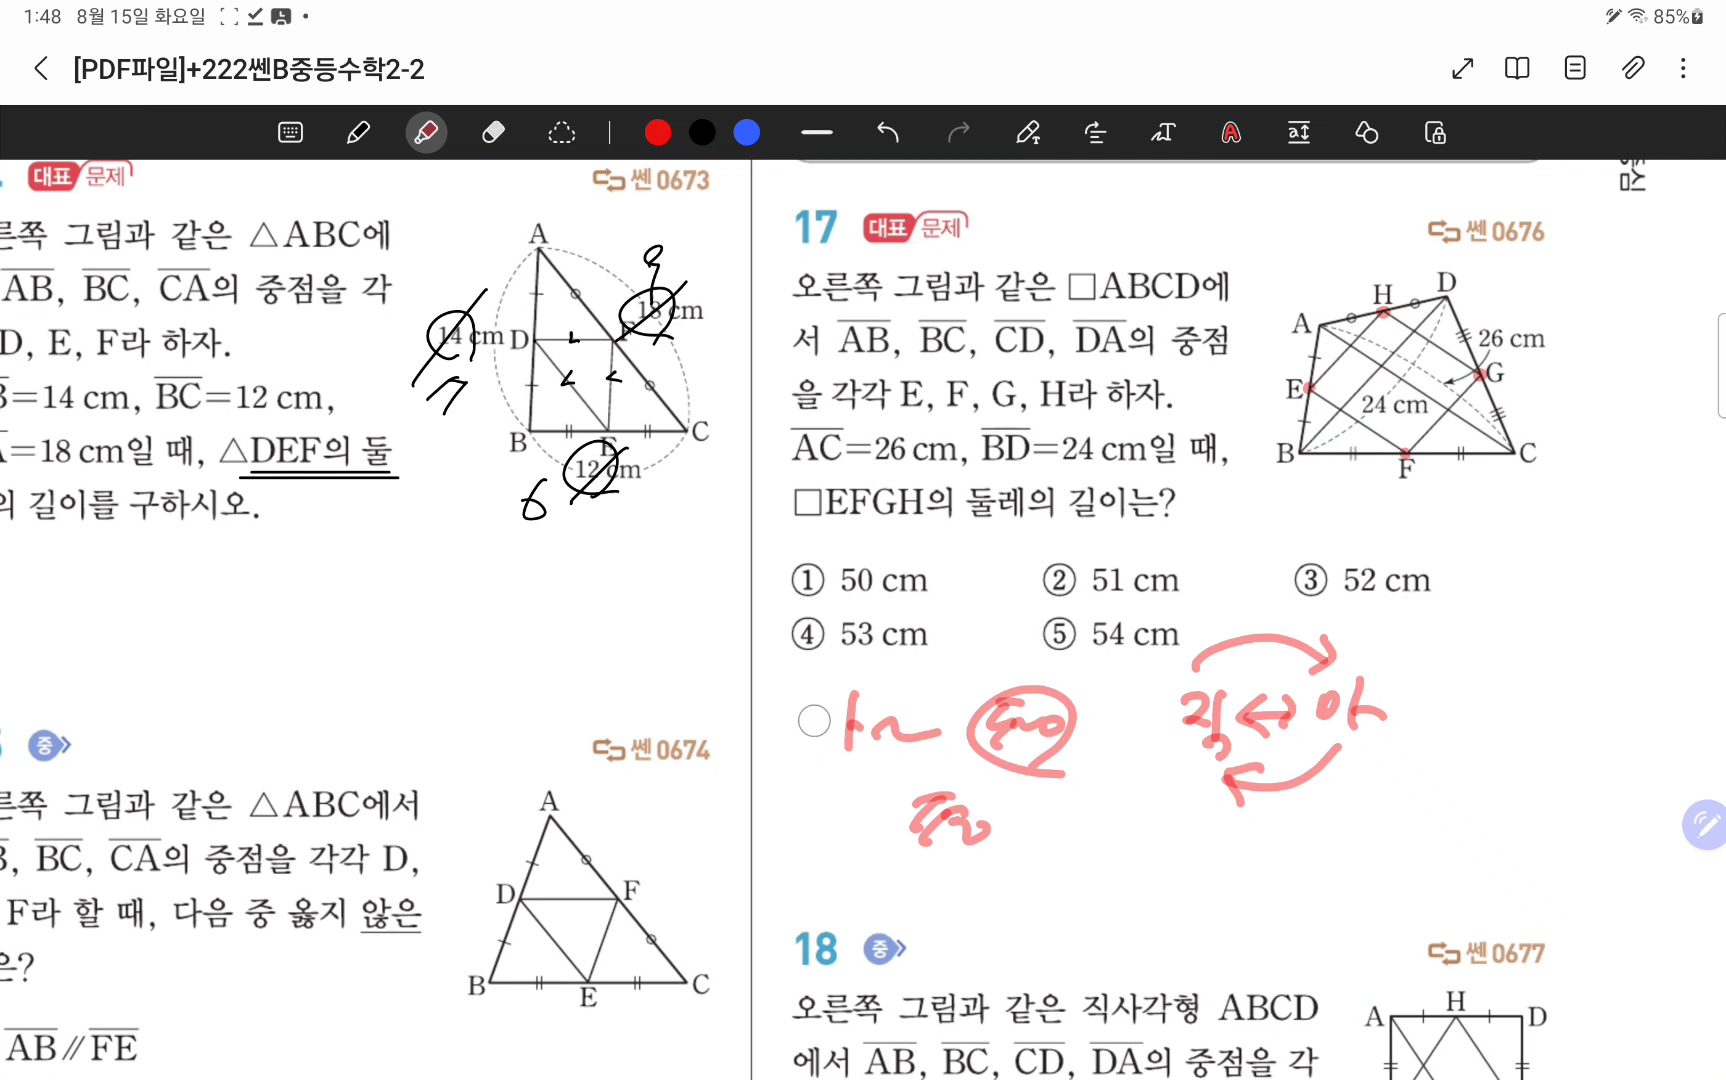 1:48 8월 15일 화요일
85%
[PDF파일]+222쎈B중등수학2-2
대표 문제
쎈 0673
른쪽 그림과 같은 △ABC에
AB, BC, CA의 중점을 각
D, E, F라 하자.
=14 cm, BC=12 cm,
=18 cm일 때, △DEF의 둘
의 길이를 구하시오.
A
9
18 cm
14 cm
D
7
B
E
C
12 cm
6
중
쎈 0674
른쪽 그림과 같은 △ABC에서
, BC, CA의 중점을 각각 D,
F라 할 때, 다음 중 옳지 않은
은?
AB∥FE
A
D
F
B
E
C
중심
17 대표 문제
쎈 0676
오른쪽 그림과 같은 □ABCD에
서 AB, BC, CD, DA의 중점
을 각각 E, F, G, H라 하자.
AC=26 cm, BD=24 cm일 때,
□EFGH의 둘레의 길이는?
D
H
A
26 cm
E
G
24 cm
B
F
C
① 50 cm ② 51 cm ③ 52 cm
④ 53 cm ⑤ 54 cm
직↔마
18 중
쎈 0677
오른쪽 그림과 같은 직사각형 ABCD
에서 AB, BC, CD, DA의 중점을 각
A
H
D